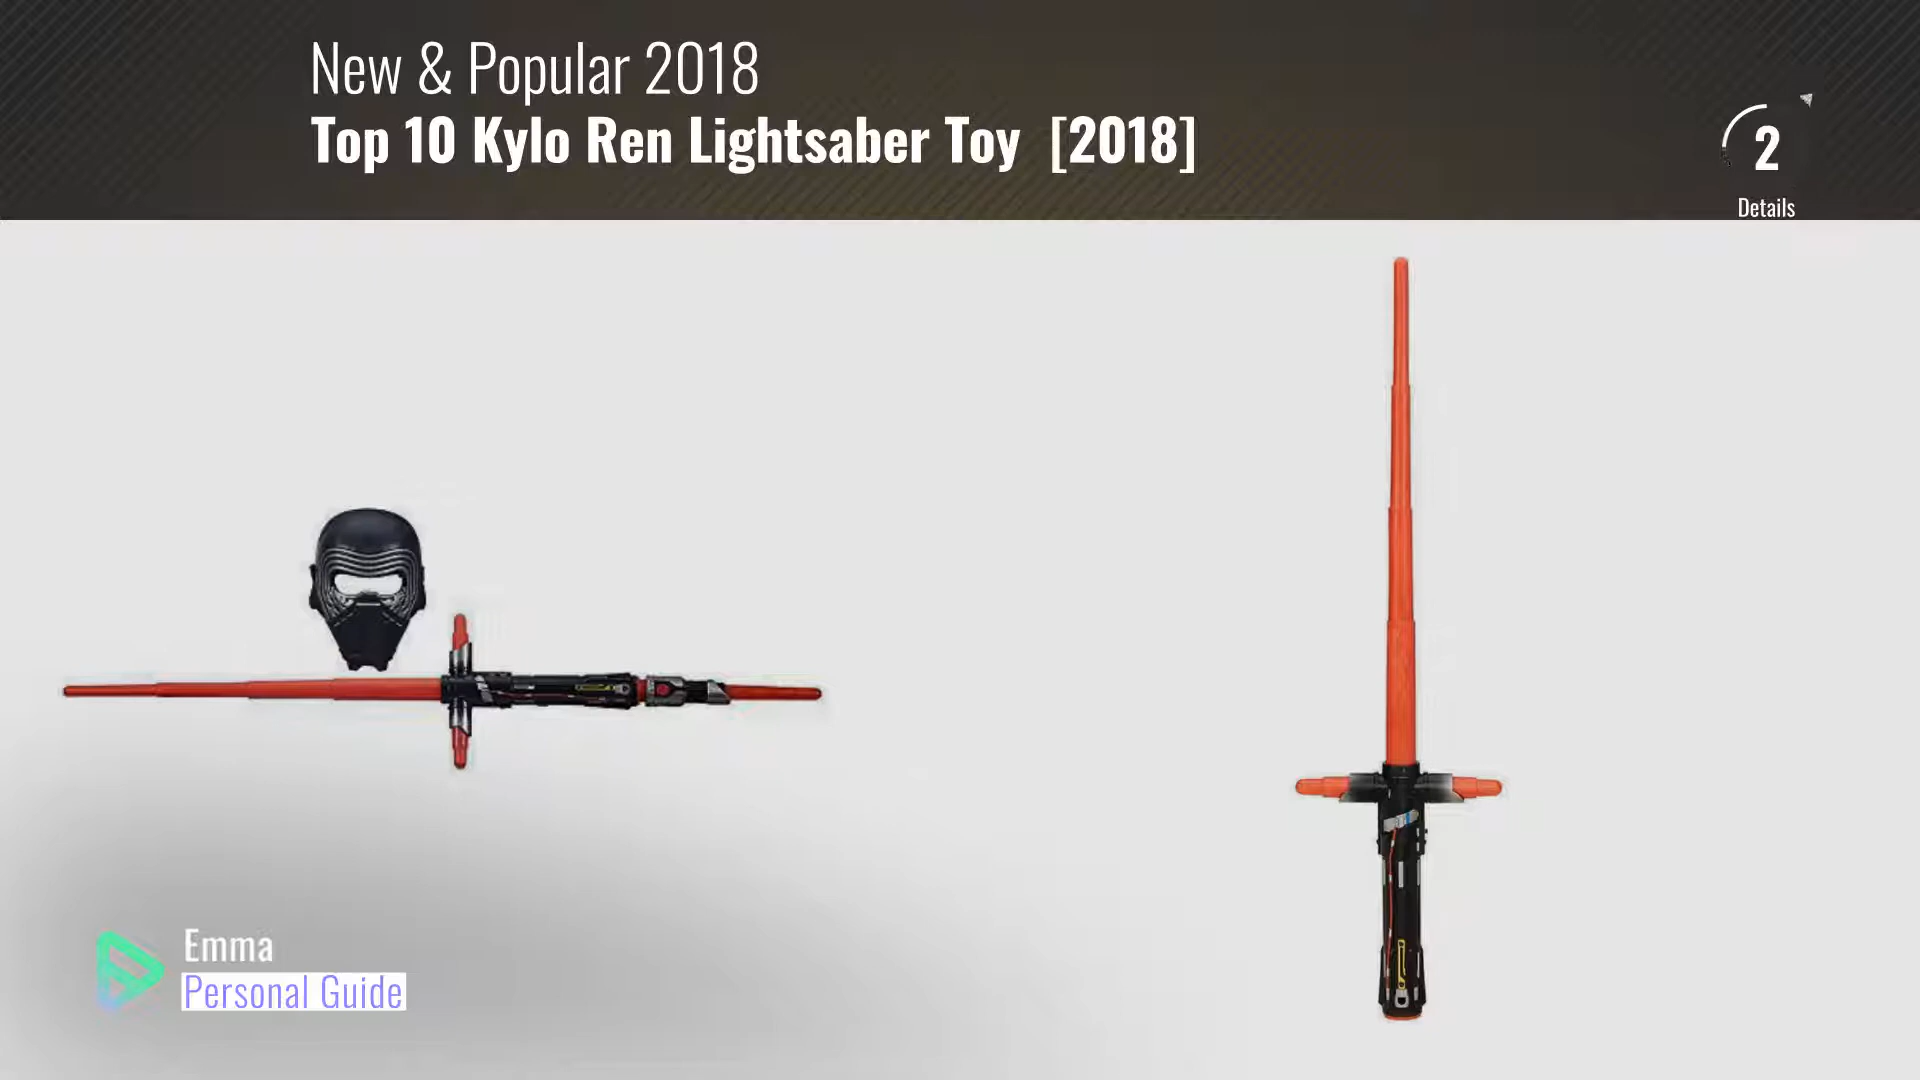 New & Popular 2018
Top 10 Kylo Ren Lightsaber Toy [2018]
2
Details
Emma
Personal Guide